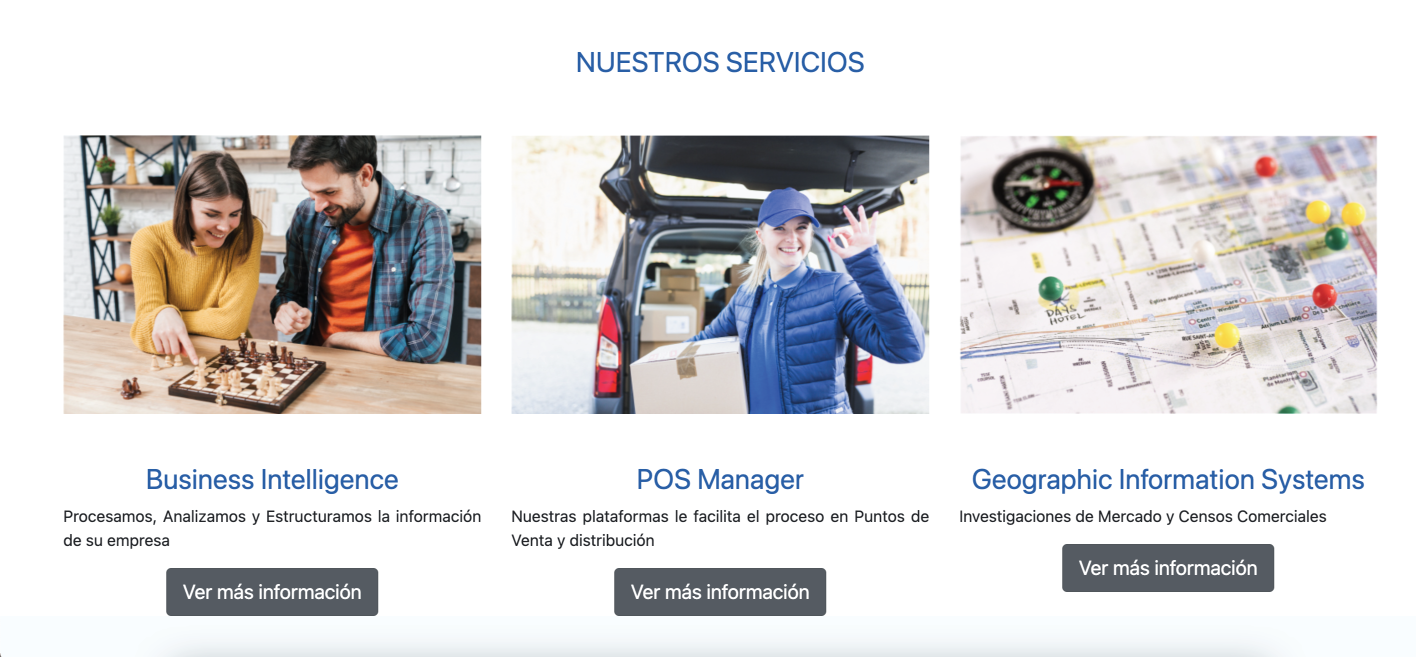 NUESTROS SERVICIOS
DAYS
HOTEL
Business Intelligence
Procesamos, Analizamos y Estructuramos la información
de su empresa
Ver más información
POS Manager
Nuestras plataformas le facilita el proceso en Puntos de
Venta y distribución
Ver más información
Geographic Information Systems
Investigaciones de Mercado y Censos Comerciales
Ver más información